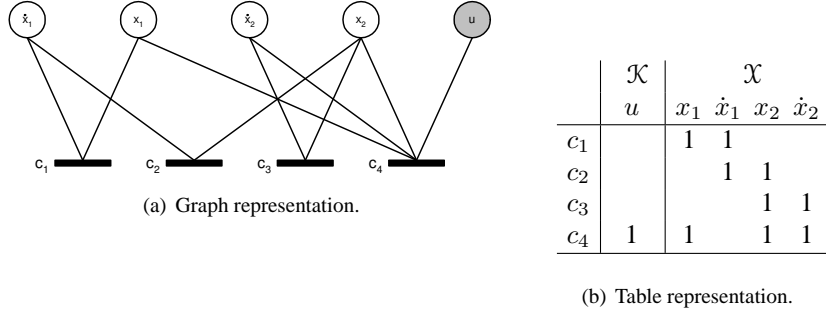 ẋ₁ x₁ ẋ₂ x₂ u
c₁ c₂ c₃ c₄
(a) Graph representation.
𝒦 𝒳
u x₁ ẋ₁ x₂ ẋ₂
c₁ 1 1
c₂ 1 1
c₃ 1 1
c₄ 1 1 1 1
(b) Table representation.